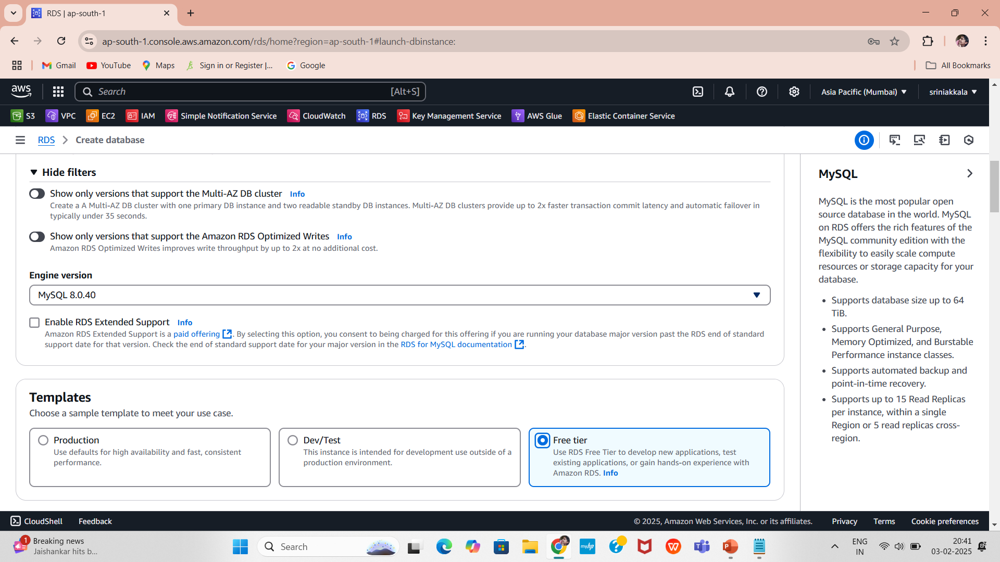 RDS | ap-south-1
ap-south-1.console.aws.amazon.com/rds/home?region=ap-south-1#launch-dbinstance:
Gmail YouTube Maps Sign in or Register |... Google All Bookmarks
aws Search [Alt+S] Asia Pacific (Mumbai) sriniakkala
S3 VPC EC2 IAM Simple Notification Service CloudWatch RDS Key Management Service AWS Glue Elastic Container Service
RDS Create database
Hide filters
Show only versions that support the Multi-AZ DB cluster Info
Create a A Multi-AZ DB cluster with one primary DB instance and two readable standby DB instances. Multi-AZ DB clusters provide up to 2x faster transaction commit latency and automatic failover in
typically under 35 seconds.
Show only versions that support the Amazon RDS Optimized Writes Info
Amazon RDS Optimized Writes improves write throughput by up to 2x at no additional cost.
Engine version
MySQL 8.0.40
Enable RDS Extended Support Info
Amazon RDS Extended Support is a paid offering. By selecting this option, you consent to being charged for this offering if you are running your database major version past the RDS end of standard
support date for that version. Check the end of standard support date for your major version in the RDS for MySQL documentation.
Templates
Choose a sample template to meet your use case.
Production
Use defaults for high availability and fast, consistent
performance.
Dev/Test
This instance is intended for development use outside of a
production environment.
Free tier
Use RDS Free Tier to develop new applications, test
existing applications, or gain hands-on experience with
Amazon RDS. Info
MySQL
MySQL is the most popular open
source database in the world. MySQL
on RDS offers the rich features of the
MySQL community edition with the
flexibility to easily scale compute
resources or storage capacity for your
database.
• Supports database size up to 64
TiB.
• Supports General Purpose,
Memory Optimized, and Burstable
Performance instance classes.
• Supports automated backup and
point-in-time recovery.
• Supports up to 15 Read Replicas
per instance, within a single
Region or 5 read replicas cross-
region.
CloudShell Feedback © 2025, Amazon Web Services, Inc. or its affiliates. Privacy Terms Cookie preferences
1 Breaking news
Jaishankar hits b...
Search
myhp
ENG
IN
20:41
03-02-2025